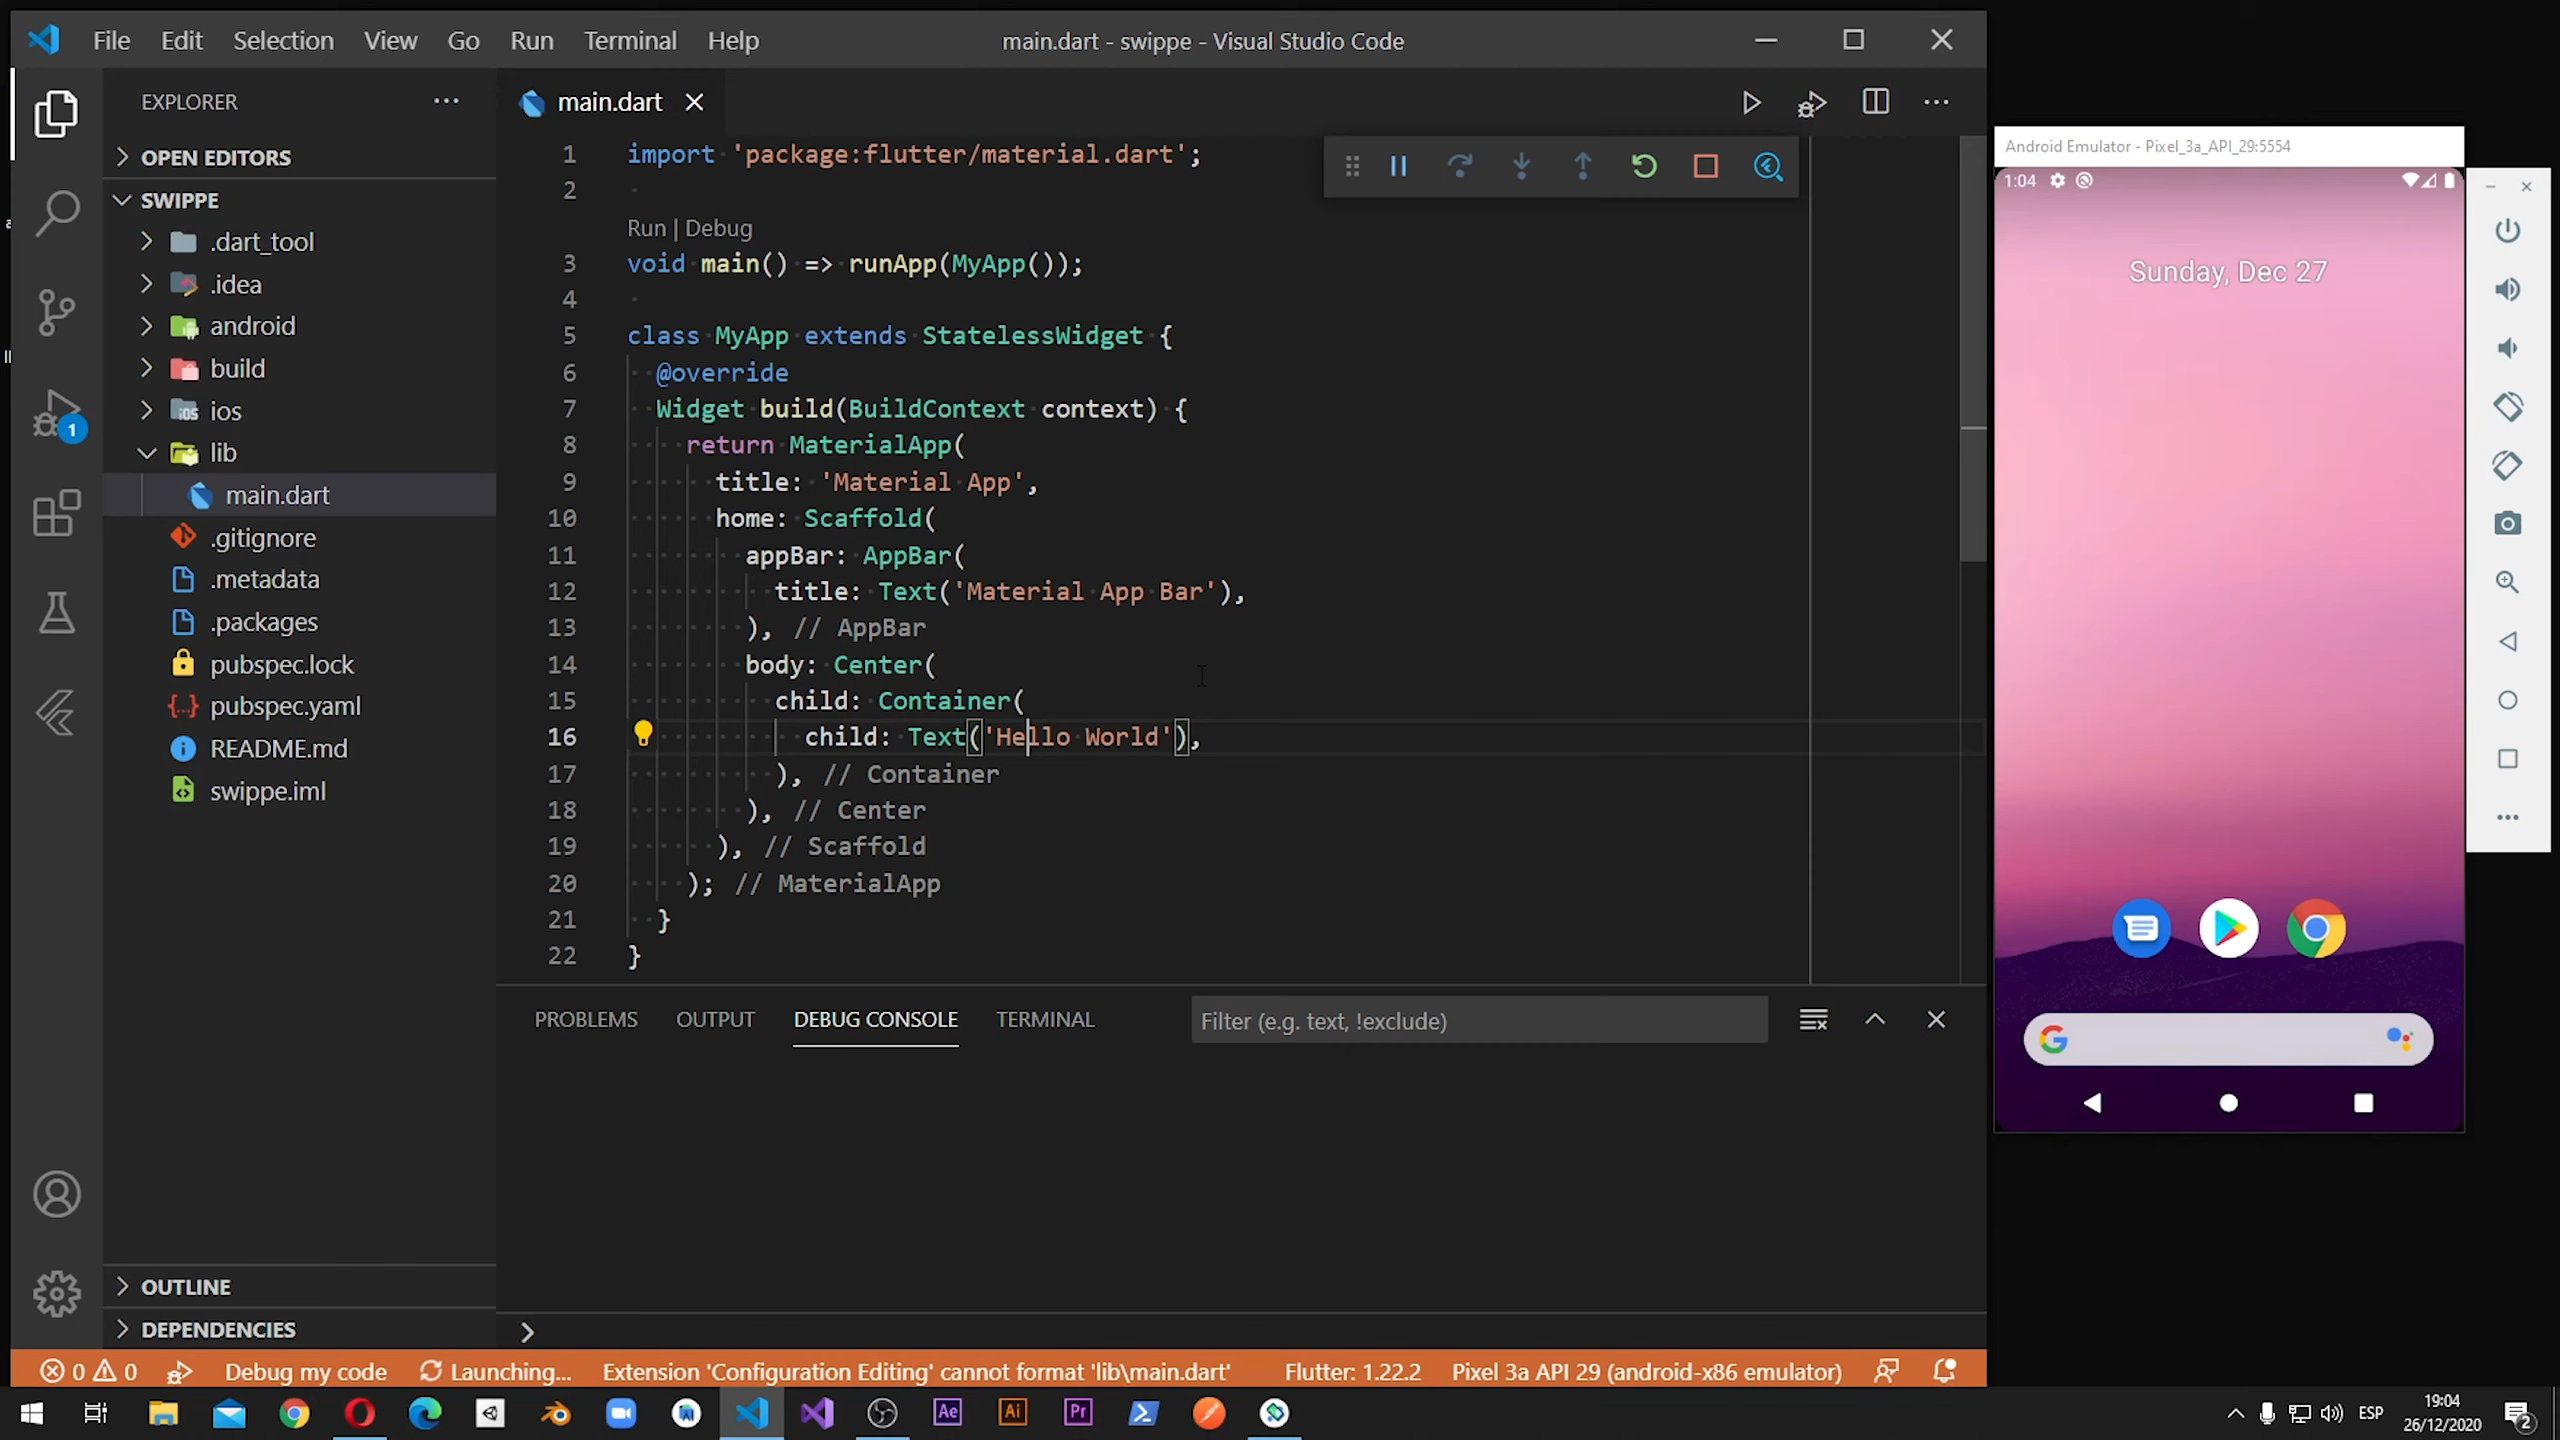 File Edit Selection View Go Run Terminal Help main.dart - swippe - Visual Studio Code
EXPLORER
OPEN EDITORS
SWIPPE
.dart_tool
.idea
android
build
ios
lib
main.dart
.gitignore
.metadata
.packages
pubspec.lock
pubspec.yaml
README.md
swippe.iml
OUTLINE
DEPENDENCIES
main.dart
1 import 'package:flutter/material.dart';
2
Run | Debug
3 void main() => runApp(MyApp());
4
5 class MyApp extends StatelessWidget {
6 @override
7 Widget build(BuildContext context) {
8 return MaterialApp(
9 title: 'Material App',
10 home: Scaffold(
11 appBar: AppBar(
12 title: Text('Material App Bar'),
13 ), // AppBar
14 body: Center(
15 child: Container(
16 child: Text('Hello World'),
17 ), // Container
18 ), // Center
19 ), // Scaffold
20 ); // MaterialApp
21 }
22 }
PROBLEMS OUTPUT DEBUG CONSOLE TERMINAL Filter (e.g. text, !exclude)
0 0 Debug my code Launching... Extension 'Configuration Editing' cannot format 'lib\main.dart' Flutter: 1.22.2 Pixel 3a API 29 (android-x86 emulator)
Android Emulator - Pixel_3a_API_29:5554
1:04
Sunday, Dec 27
1
iOS
Ae Ai Pr
ESP
19:04
26/12/2020
2